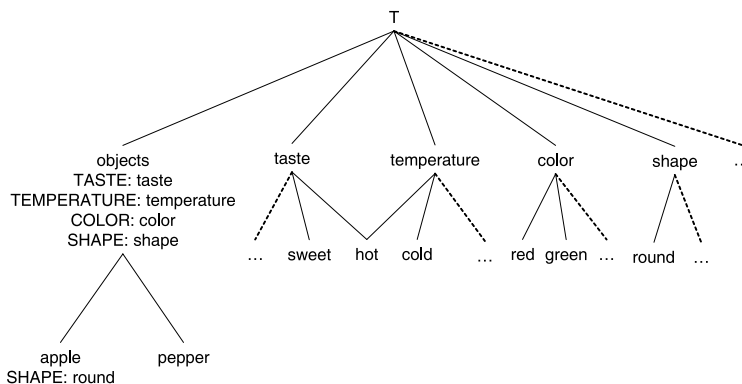 T
objects
TASTE: taste
TEMPERATURE: temperature
COLOR: color
SHAPE: shape
taste
temperature
color
shape
...
... sweet hot cold ... red green ... round ...
apple
SHAPE: round
pepper